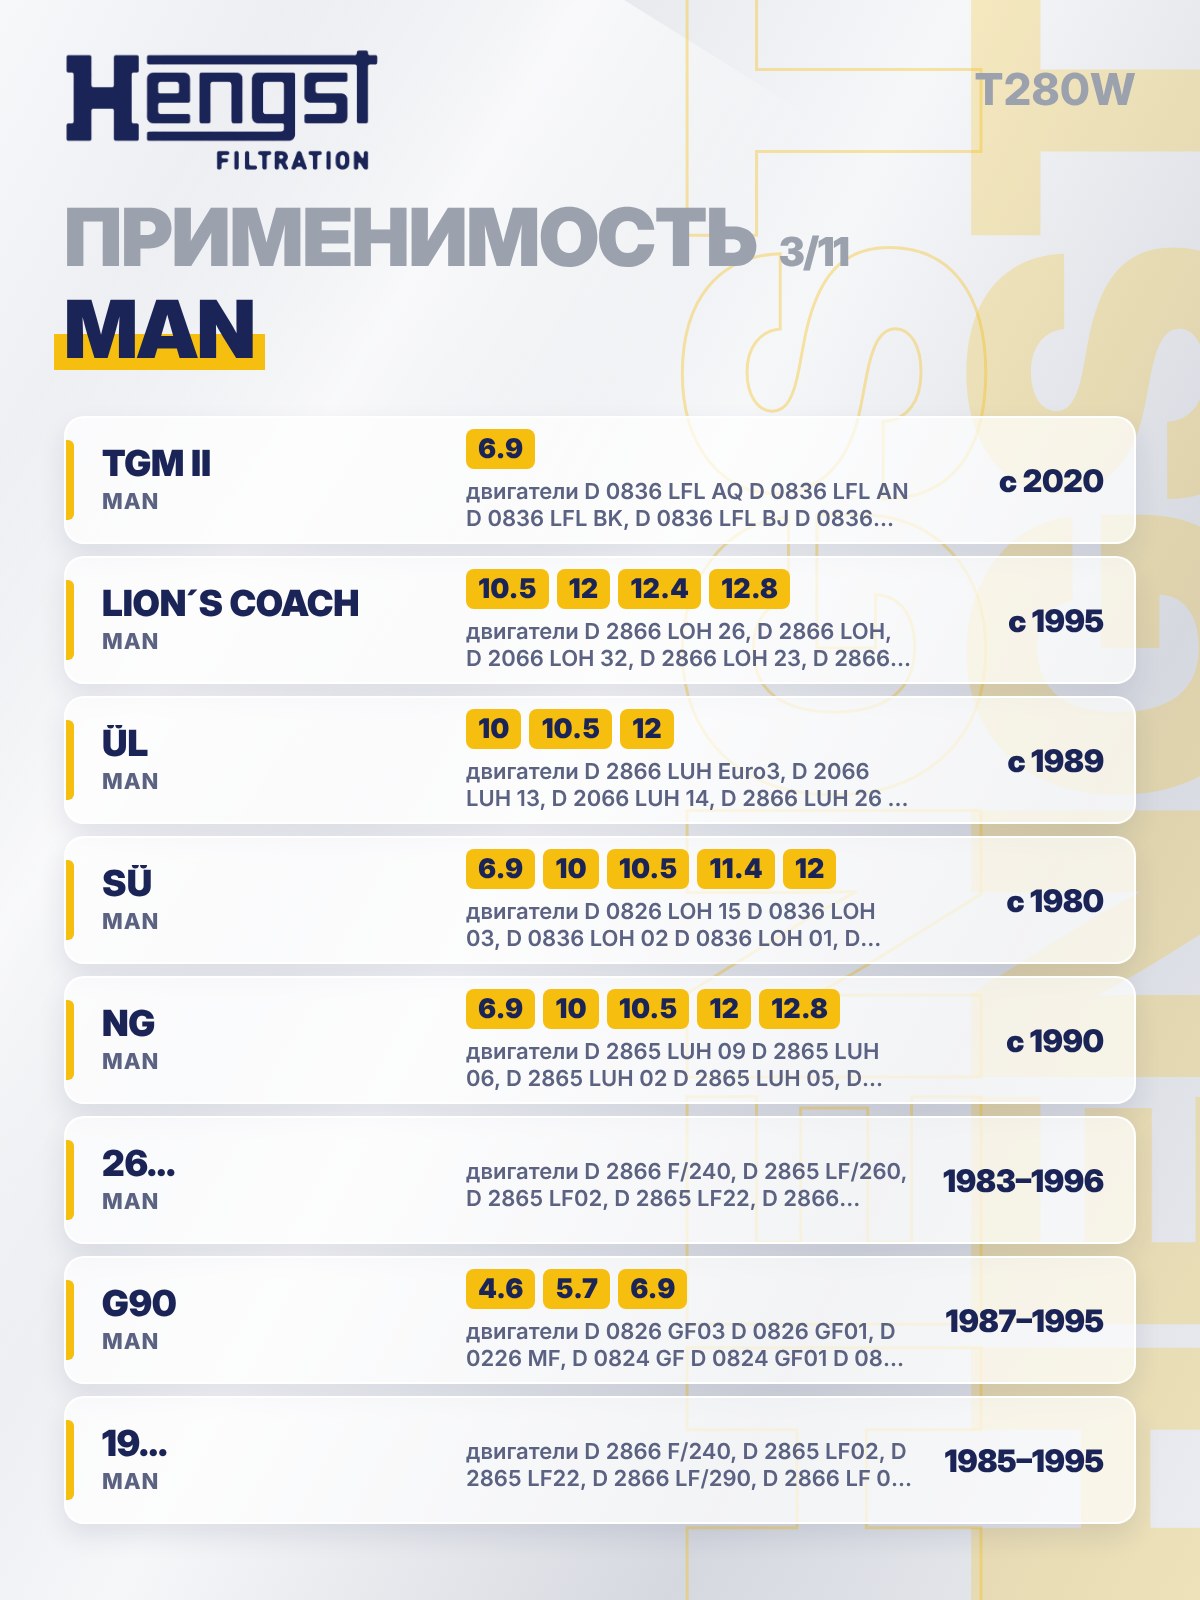 Hengst
FILTRATION
T280W
ПРИМЕНИМОСТЬ 3/11
MAN
TGM II
MAN
6.9
двигатели D 0836 LFL AQ D 0836 LFL AN
D 0836 LFL BK, D 0836 LFL BJ D 0836...
с 2020
LION´S COACH
MAN
10.5 12 12.4 12.8
двигатели D 2866 LOH 26, D 2866 LOH,
D 2066 LOH 32, D 2866 LOH 23, D 2866...
с 1995
ÜL
MAN
10 10.5 12
двигатели D 2866 LUH Euro3, D 2066
LUH 13, D 2066 LUH 14, D 2866 LUH 26 ...
с 1989
SÜ
MAN
6.9 10 10.5 11.4 12
двигатели D 0826 LOH 15 D 0836 LOH
03, D 0836 LOH 02 D 0836 LOH 01, D...
с 1980
NG
MAN
6.9 10 10.5 12 12.8
двигатели D 2865 LUH 09 D 2865 LUH
06, D 2865 LUH 02 D 2865 LUH 05, D...
с 1990
26...
MAN
двигатели D 2866 F/240, D 2865 LF/260,
D 2865 LF02, D 2865 LF22, D 2866...
1983–1996
G90
MAN
4.6 5.7 6.9
двигатели D 0826 GF03 D 0826 GF01, D
0226 MF, D 0824 GF D 0824 GF01 D 08...
1987–1995
19...
MAN
двигатели D 2866 F/240, D 2865 LF02, D
2865 LF22, D 2866 LF/290, D 2866 LF 0...
1985–1995
HENGST